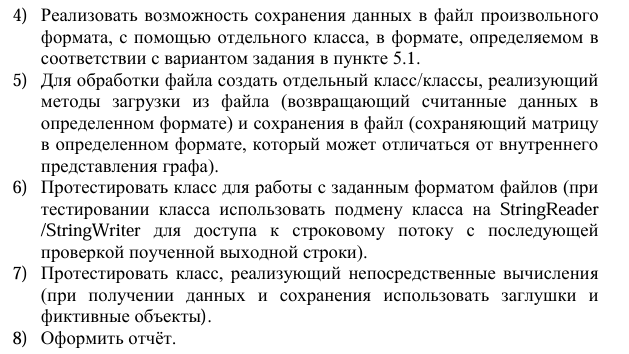 4) Реализовать возможность сохранения данных в файл произвольного
формата, с помощью отдельного класса, в формате, определяемом в
соответствии с вариантом задания в пункте 5.1.
5) Для обработки файла создать отдельный класс/классы, реализующий
методы загрузки из файла (возвращающий считанные данных в
определенном формате) и сохранения в файл (сохраняющий матрицу
в определенном формате, который может отличаться от внутреннего
представления графа).
6) Протестировать класс для работы с заданным форматом файлов (при
тестировании класса использовать подмену класса на StringReader
/StringWriter для доступа к строковому потоку с последующей
проверкой поученной выходной строки).
7) Протестировать класс, реализующий непосредственные вычисления
(при получении данных и сохранения использовать заглушки и
фиктивные объекты).
8) Оформить отчёт.